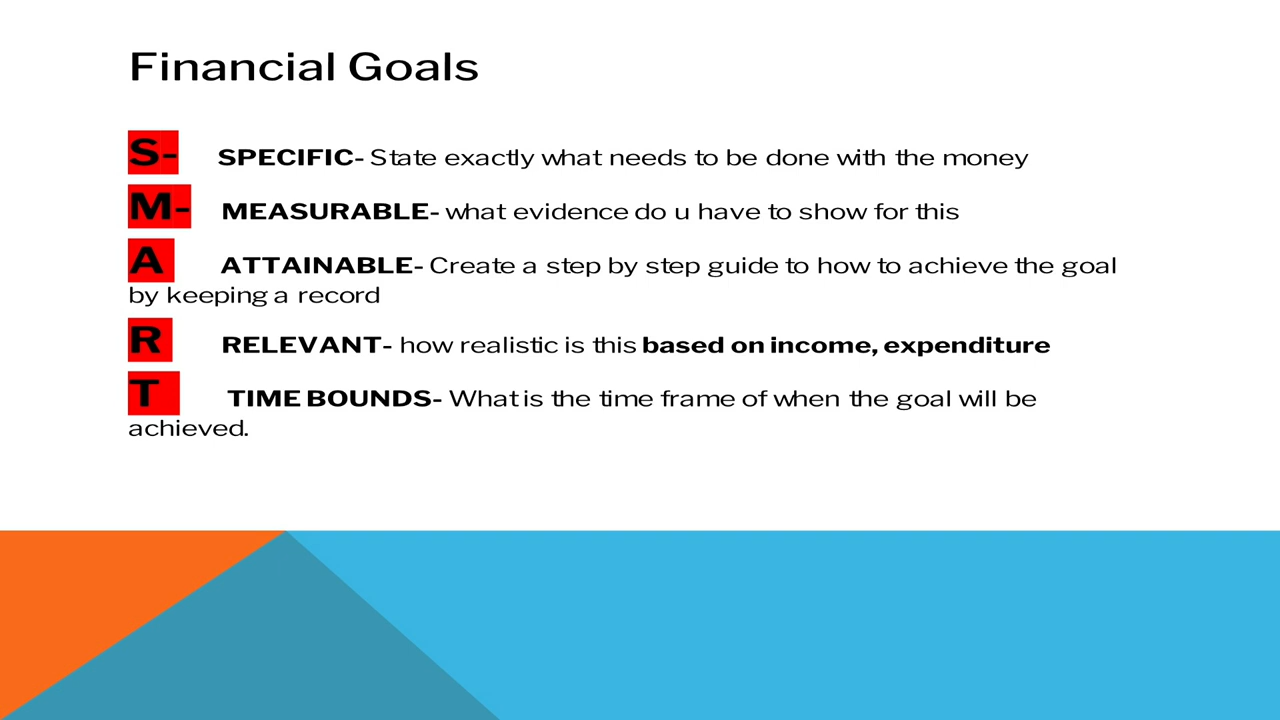 Financial Goals
S- SPECIFIC- State exactly what needs to be done with the money
M- MEASURABLE- what evidence do u have to show for this
A ATTAINABLE- Create a step by step guide to how to achieve the goal
by keeping a record
R RELEVANT- how realistic is this based on income, expenditure
T TIME BOUNDS- What is the time frame of when the goal will be
achieved.